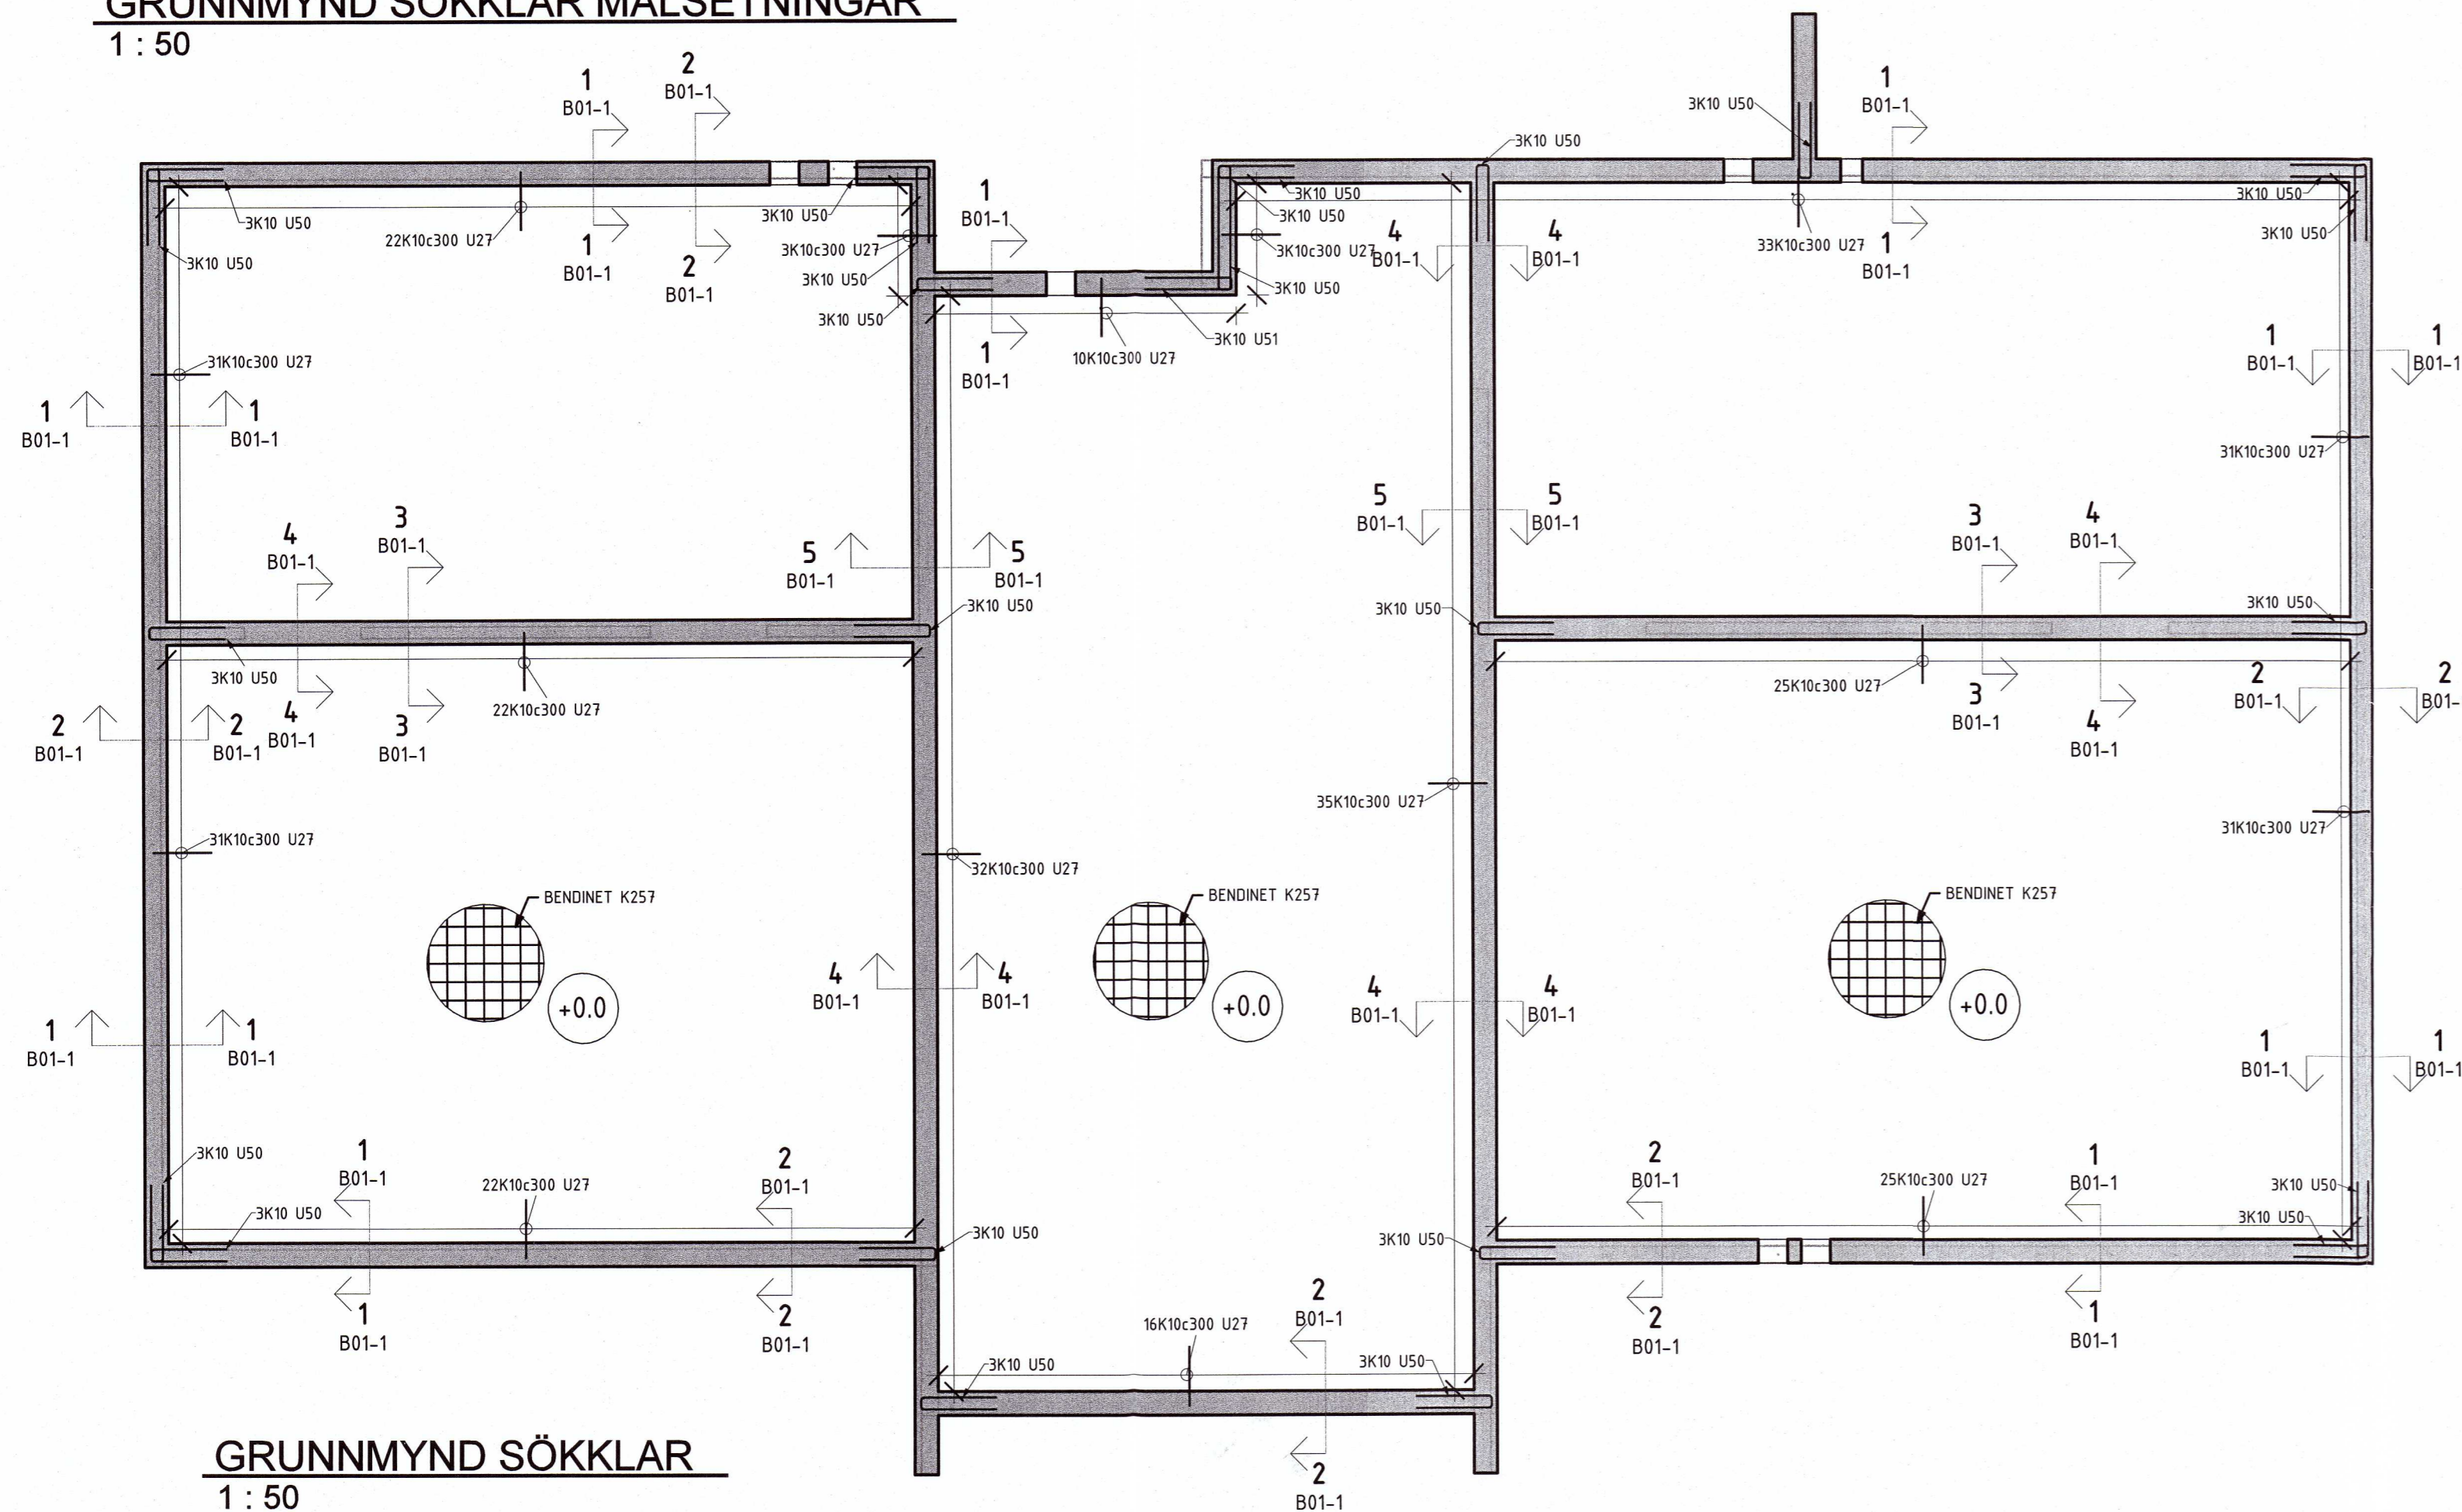 GRUNNMYND SÖKKLAR MÁLSETNINGAR
1 : 50
1
B01-1
2
B01-1
1
B01-1
2
B01-1
3K10 U50
3K10 U50
22K10c300 U27
3K10 U50
3K10c300 U27
3K10 U50
3K10 U50
1
B01-1
1
B01-1
10K10c300 U27
3K10 U51
3K10 U50
3K10 U50
3K10c300 U27
3K10 U50
3K10 U50
3K10 U50
1
B01-1
33K10c300 U27
1
B01-1
3K10 U50
3K10 U50
4
B01-1
4
B01-1
31K10c300 U27
1
B01-1
1
B01-1
1
B01-1
1
B01-1
31K10c300 U27
5
B01-1
5
B01-1
5
B01-1
5
B01-1
4
B01-1
3
B01-1
3
B01-1
4
B01-1
3K10 U50
3K10 U50
3K10 U50
3K10 U50
22K10c300 U27
25K10c300 U27
2
B01-1
2
B01-1
4
B01-1
3
B01-1
3
B01-1
4
B01-1
2
B01-1
2
B01-
31K10c300 U27
32K10c300 U27
35K10c300 U27
31K10c300 U27
BENDINET K257
+0.0
BENDINET K257
+0.0
BENDINET K257
+0.0
4
B01-1
4
B01-1
4
B01-1
4
B01-1
1
B01-1
1
B01-1
1
B01-1
1
B01-1
3K10 U50
3K10 U50
1
B01-1
22K10c300 U27
2
B01-1
3K10 U50
3K10 U50
2
B01-1
25K10c300 U27
1
B01-1
3K10 U50
3K10 U50
1
B01-1
2
B01-1
2
B01-1
1
B01-1
16K10c300 U27
2
B01-1
3K10 U50
3K10 U50
2
B01-1
GRUNNMYND SÖKKLAR
1 : 50